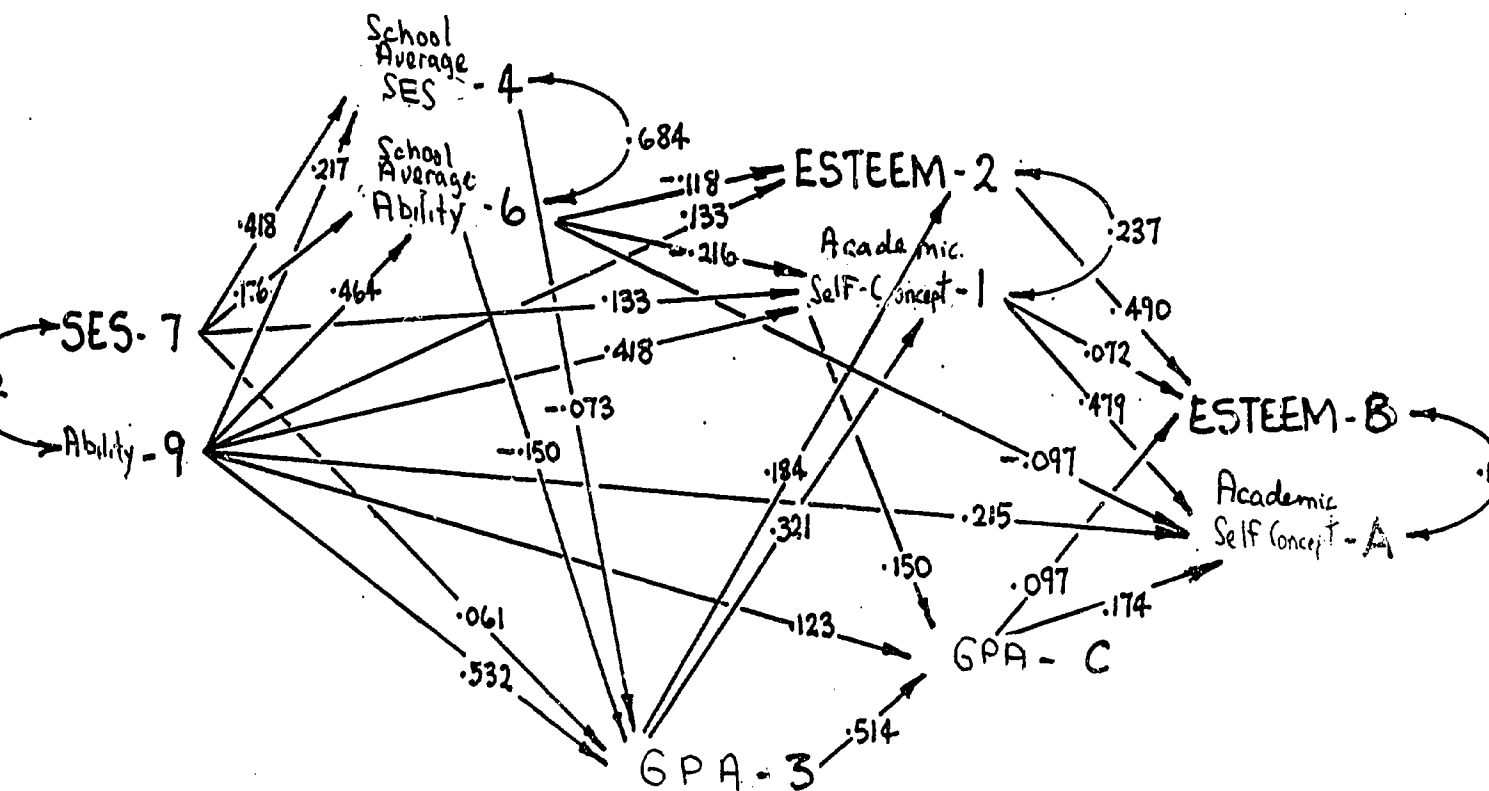 School
Average
SES - 4
.684
School
Average
Ability - 6
.217
-.118
ESTEEM-2
.133
.418
-.216
Academic
Self-Concept-1
.237
.464
.133
.490
SES-7
.418
.072
-.073
.479
ESTEEM-B
Ability-9
-.150
.184
-.097
Academic
Self Concept-A
.215
.321
.150
.097
.174
.061
.123
GPA - C
.532
.514
GPA-3